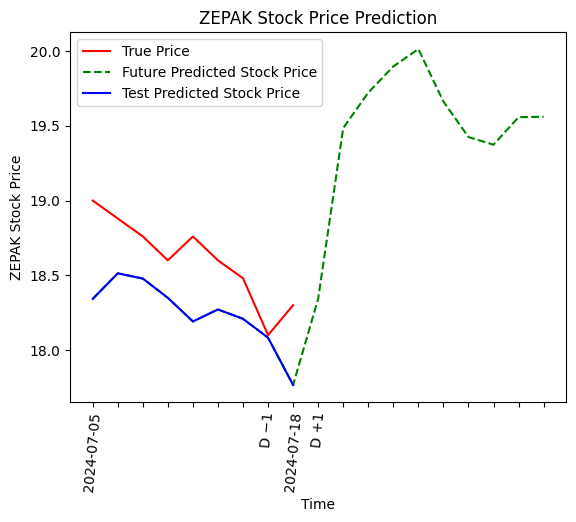 ZEPAK Stock Price Prediction
True Price
Future Predicted Stock Price
Test Predicted Stock Price
ZEPAK Stock Price
20.0
19.5
19.0
18.5
18.0
2024-07-05
D −1
2024-07-18
D +1
Time